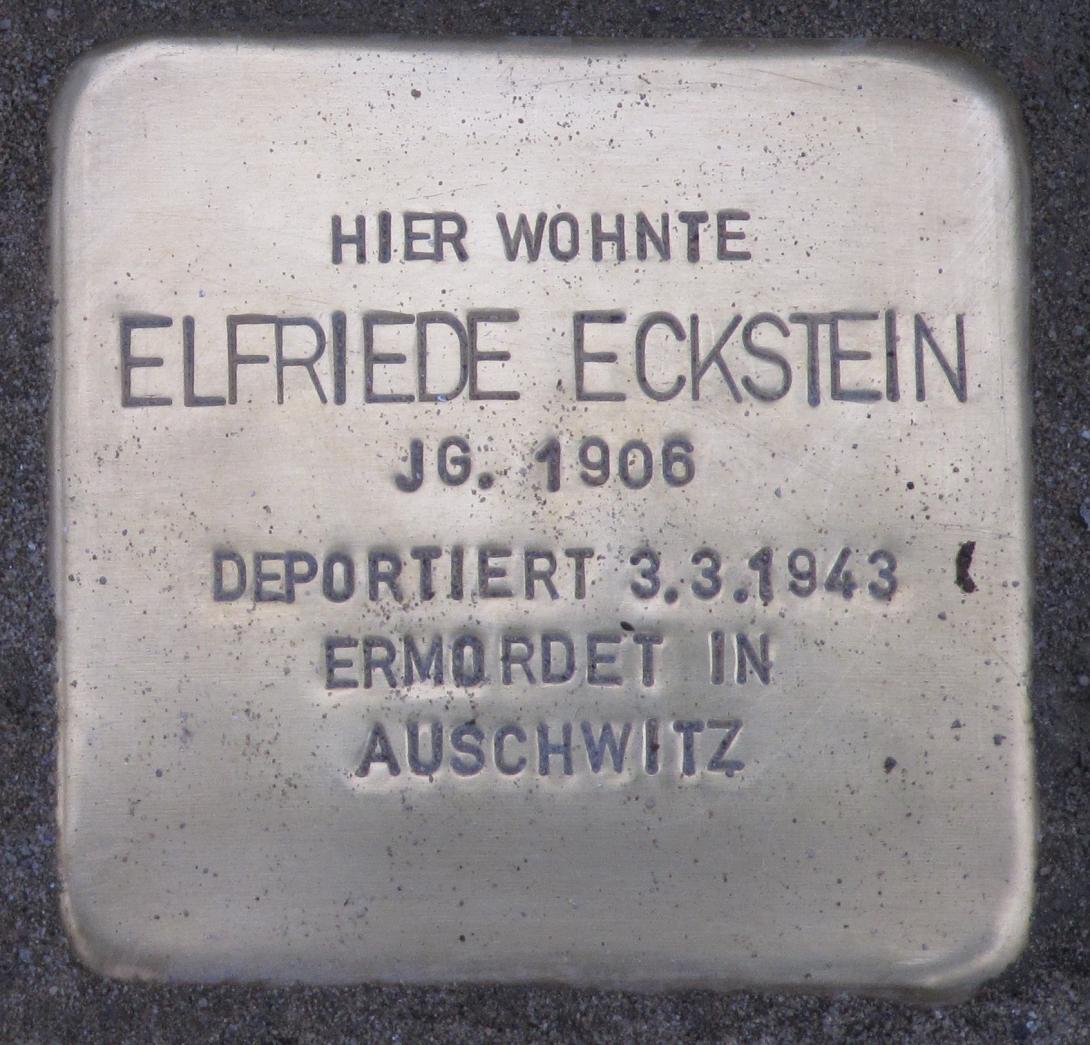 HIER WOHNTE
ELFRIEDE ECKSTEIN
JG. 1906
DEPORTIERT 3.3.1943
ERMORDET IN
AUSCHWITZ